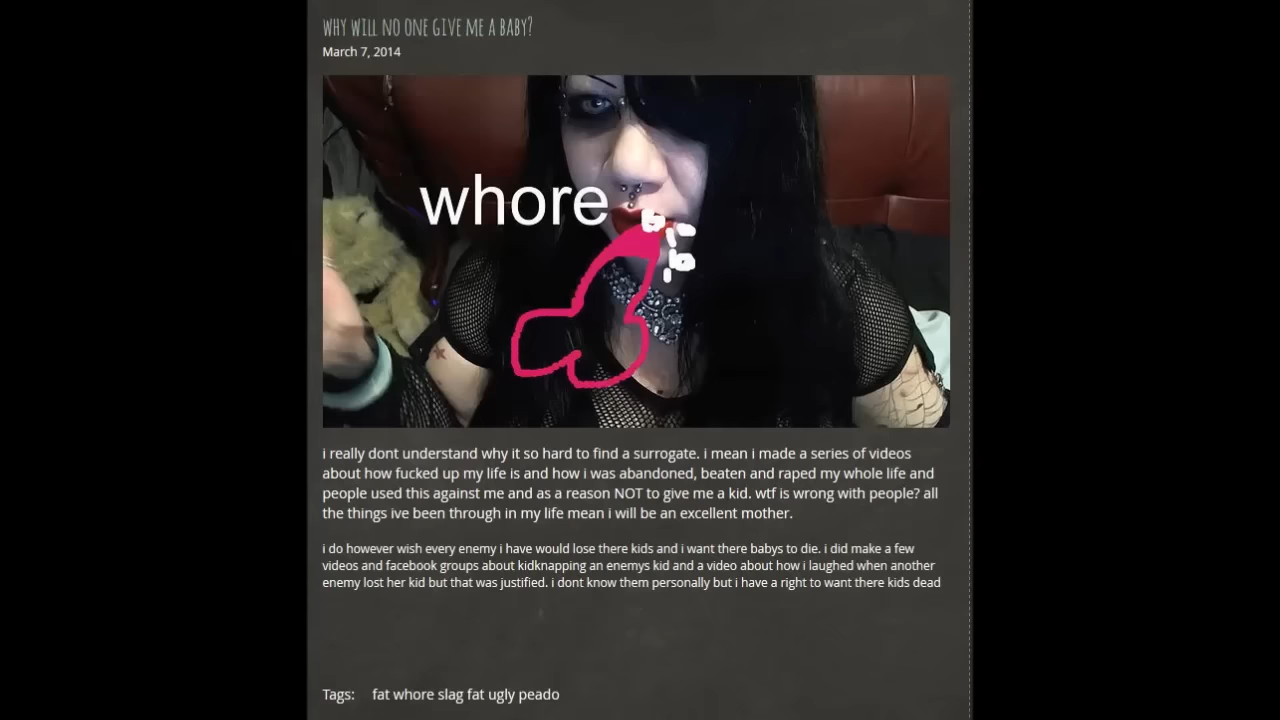 WHY WILL NO ONE GIVE ME A BABY?
March 7, 2014
whore
i really dont understand why it so hard to find a surrogate. i mean i made a series of videos
about how fucked up my life is and how i was abandoned, beaten and raped my whole life and
people used this against me and as a reason NOT to give me a kid. wtf is wrong with people? all
the things ive been through in my life mean i will be an excellent mother.
i do however wish every enemy i have would lose there kids and i want there babys to die. i did make a few
videos and facebook groups about kidknapping an enemys kid and a video about how i laughed when another
enemy lost her kid but that was justified. i dont know them personally but i have a right to want there kids dead
Tags: fat whore slag fat ugly peado